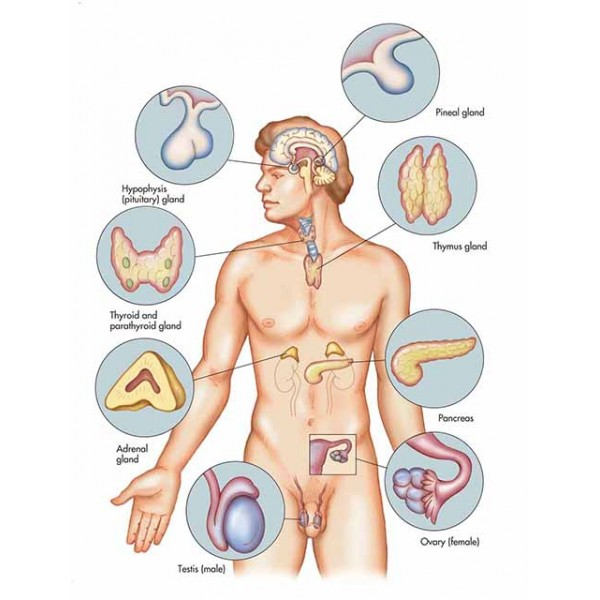 Pineal gland
Hypophysis
(pituitary) gland
Thymus gland
Thyroid and
parathyroid gland
Pancreas
Adrenal
gland
Ovary (female)
Testis (male)